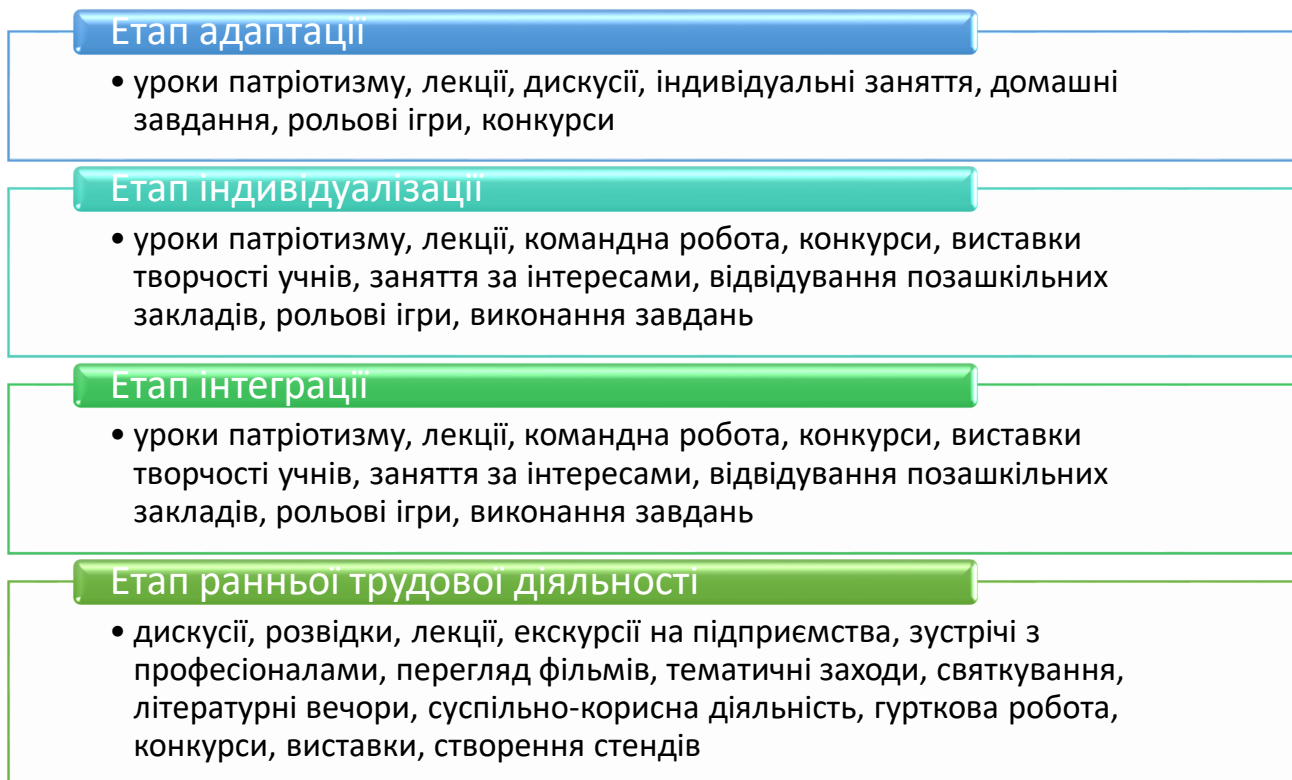 Етап адаптації
• уроки патріотизму, лекції, дискусії, індивідуальні заняття, домашні
завдання, рольові ігри, конкурси
Етап індивідуалізації
• уроки патріотизму, лекції, командна робота, конкурси, виставки
творчості учнів, заняття за інтересами, відвідування позашкільних
закладів, рольові ігри, виконання завдань
Етап інтеграції
• уроки патріотизму, лекції, командна робота, конкурси, виставки
творчості учнів, заняття за інтересами, відвідування позашкільних
закладів, рольові ігри, виконання завдань
Етап ранньої трудової діяльності
• дискусії, розвідки, лекції, екскурсії на підприємства, зустрічі з
професіоналами, перегляд фільмів, тематичні заходи, святкування,
літературні вечори, суспільно-корисна діяльність, гурткова робота,
конкурси, виставки, створення стендів